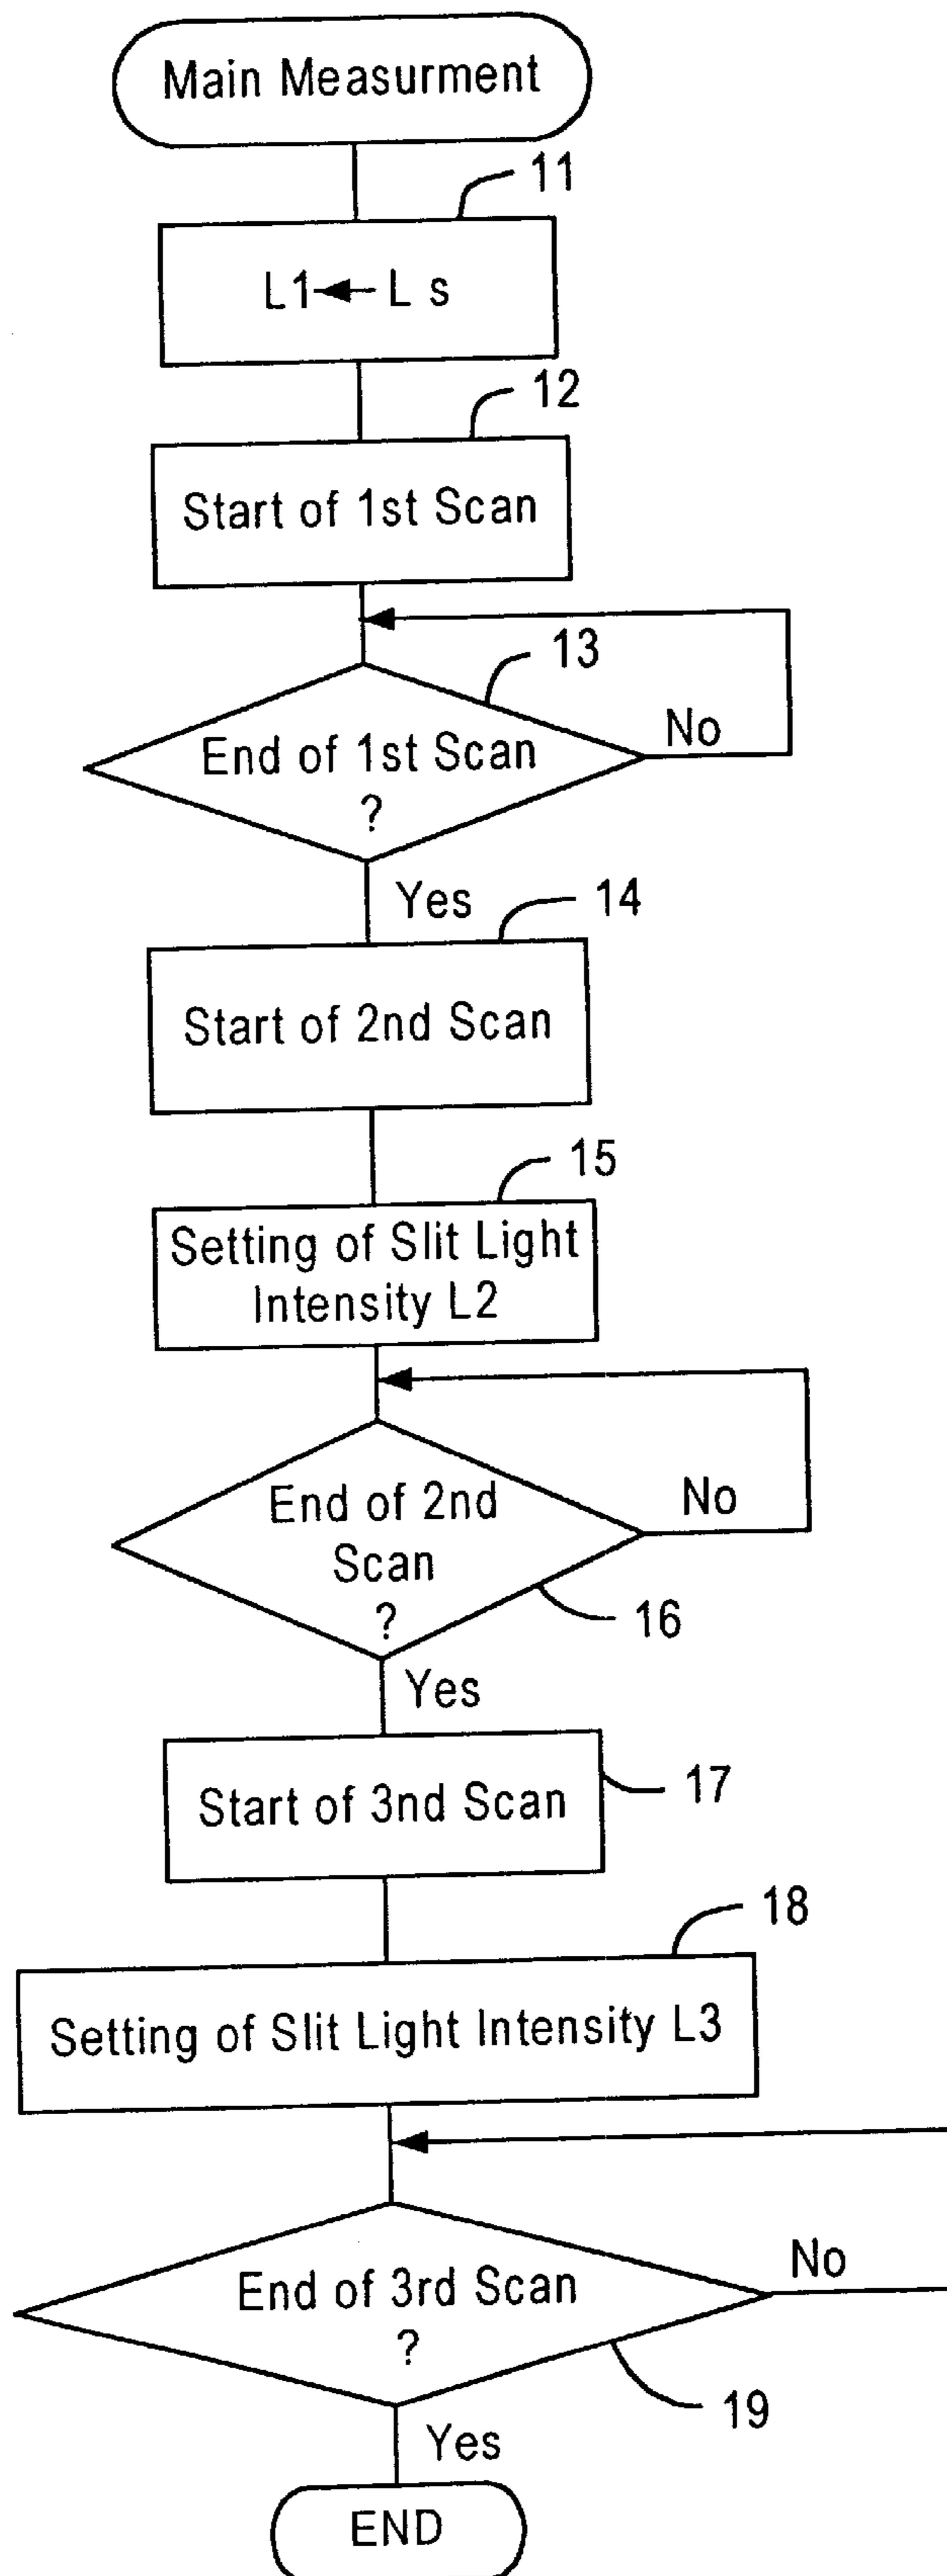 Main Measurment
11
L1←L s
12
Start of 1st Scan
13
End of 1st Scan
?
No
Yes
14
Start of 2nd Scan
15
Setting of Slit Light
Intensity L2
End of 2nd
Scan
?
No
16
Yes
Start of 3nd Scan
17
18
Setting of Slit Light Intensity L3
End of 3rd Scan
?
No
19
Yes
END